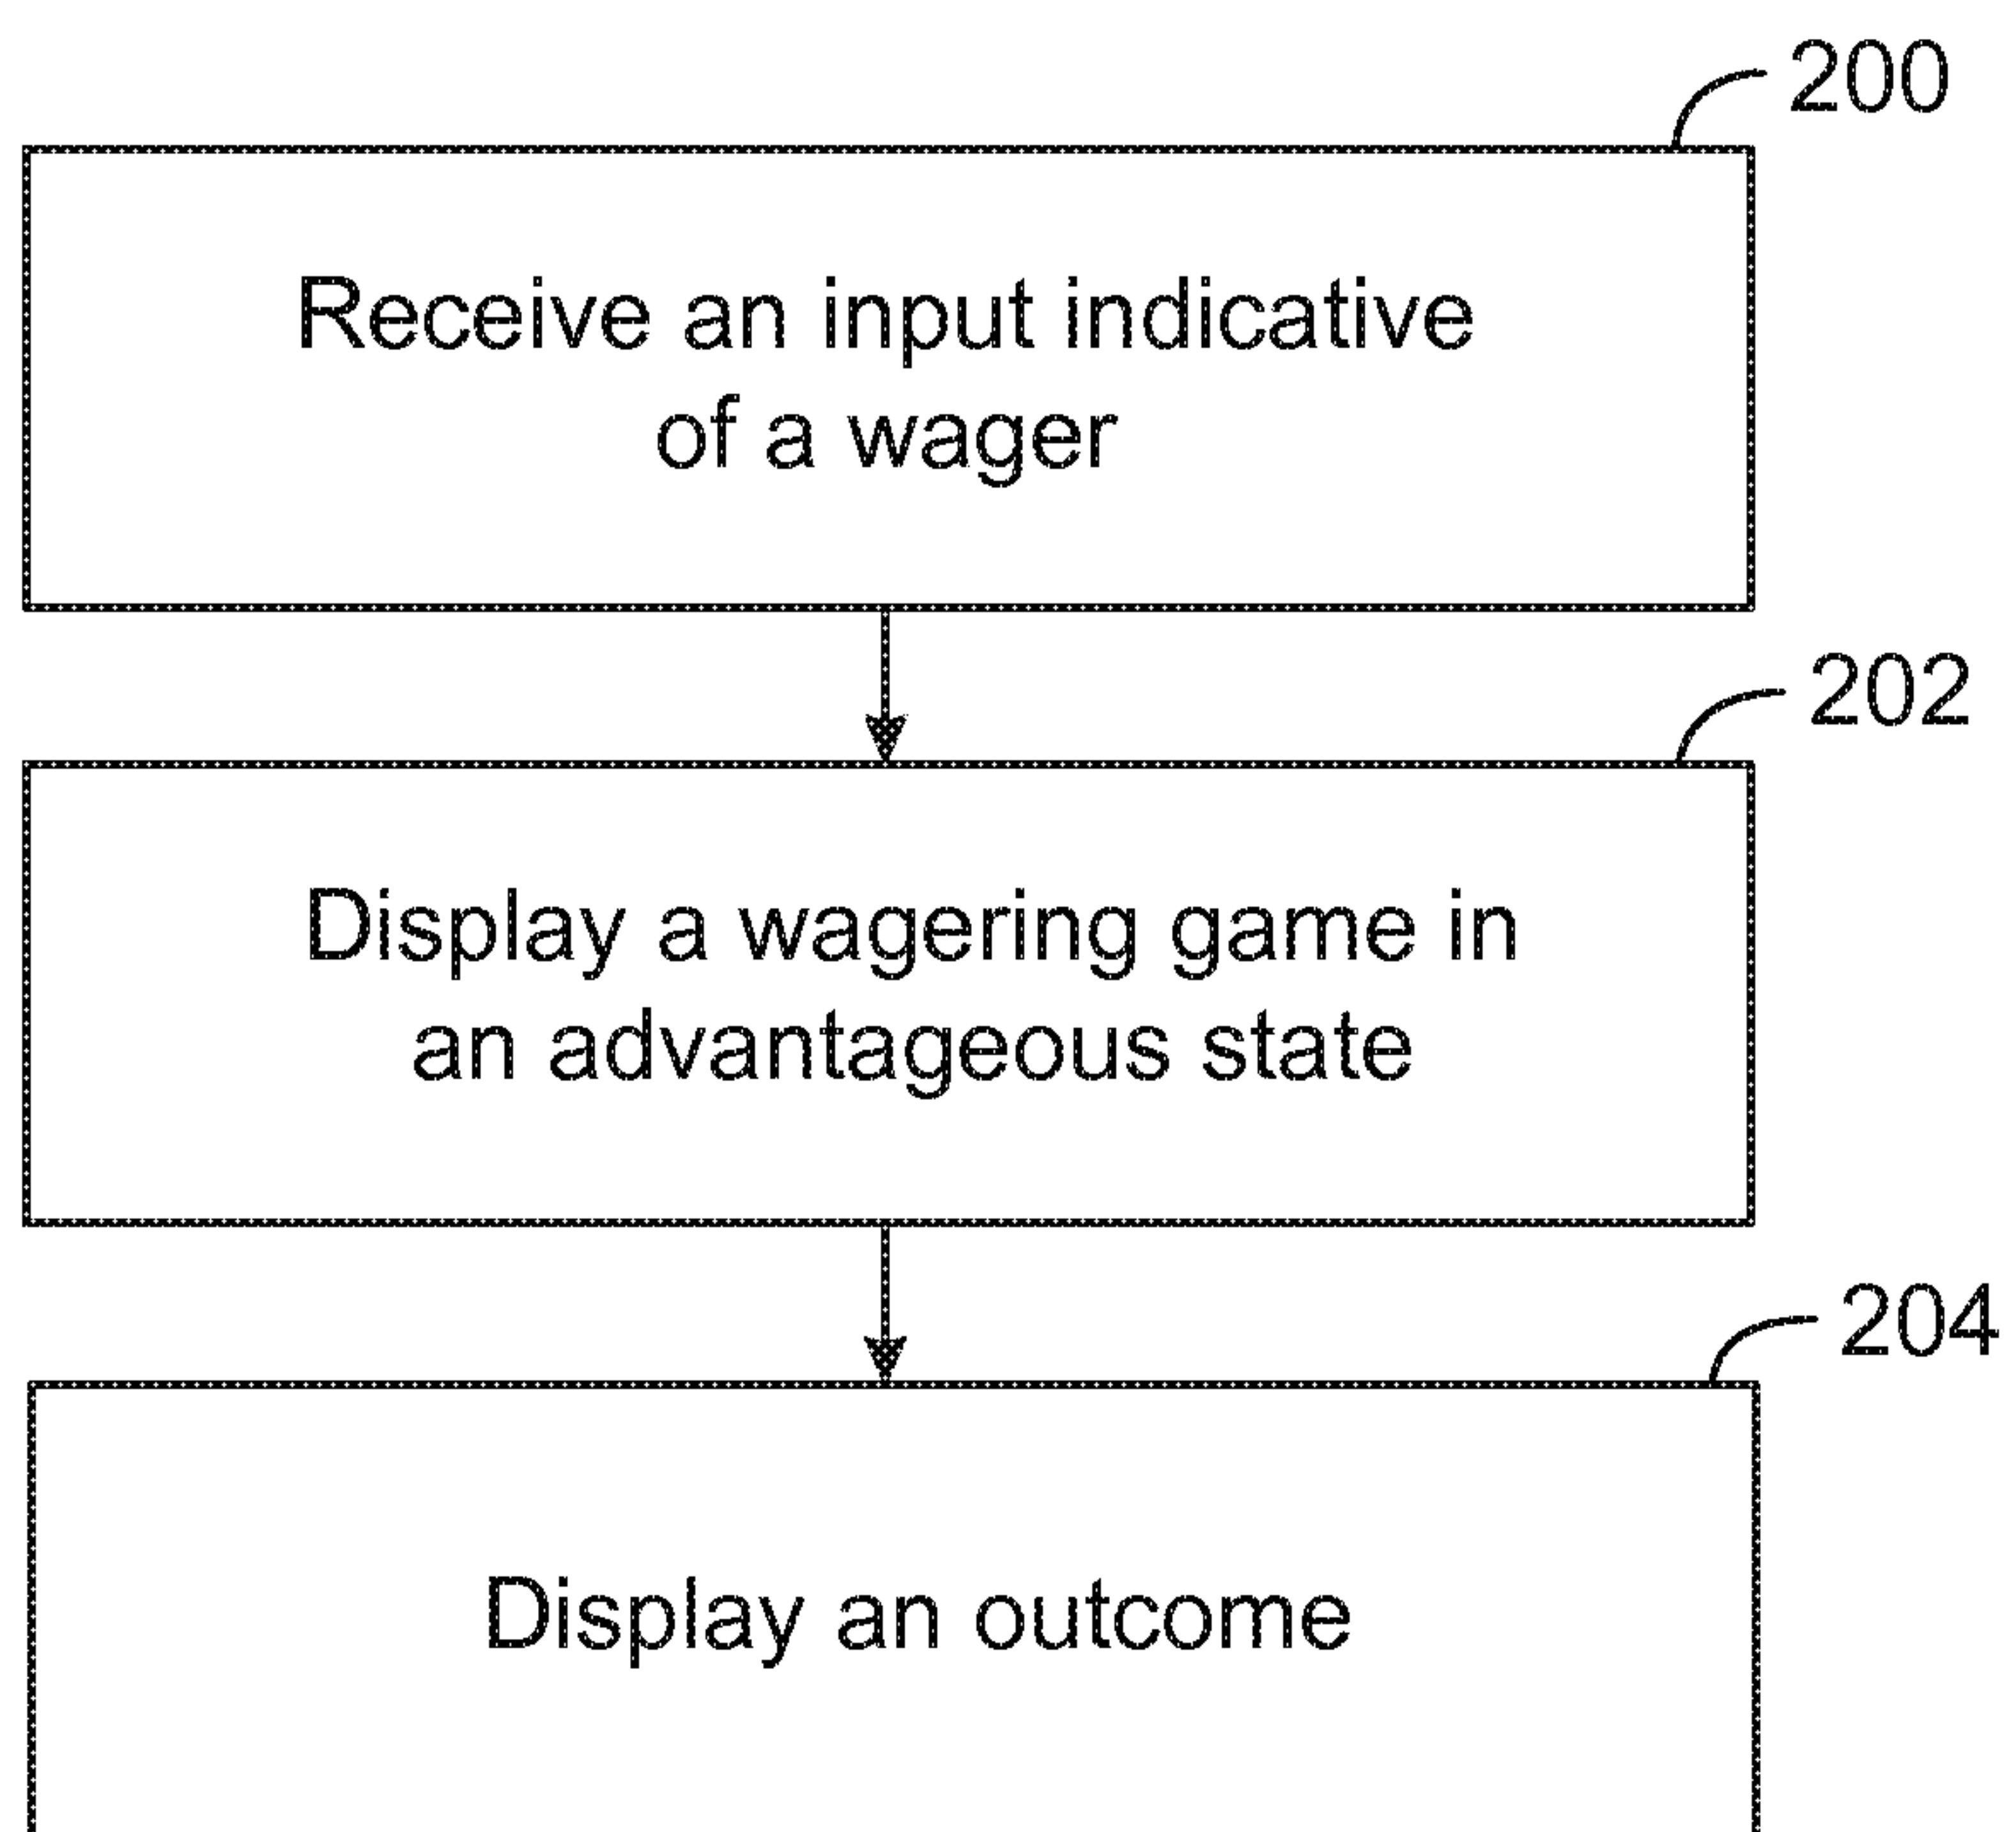 200
Receive an input indicative
of a wager
202
Display a wagering game in
an advantageous state
204
Display an outcome